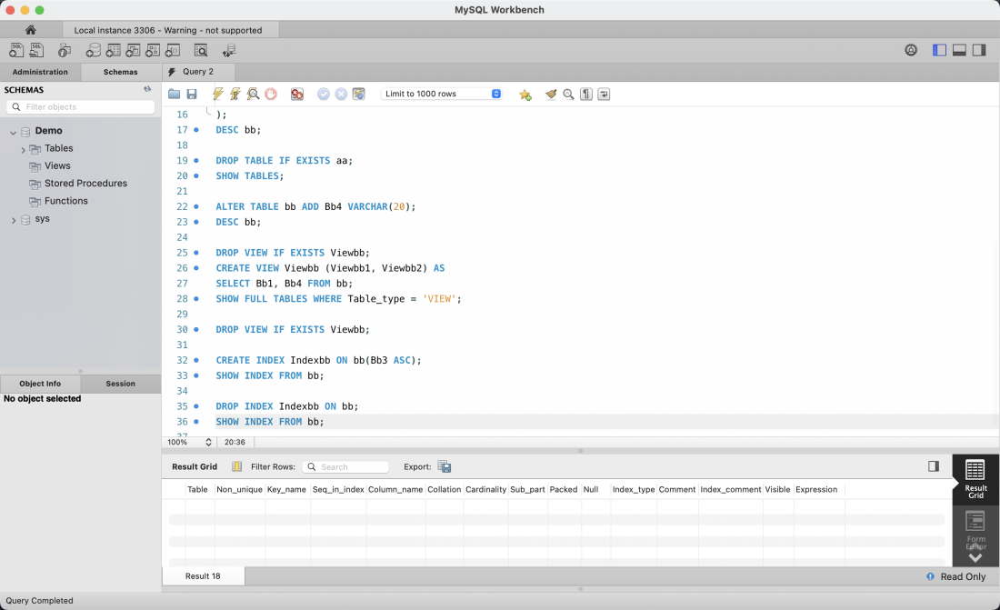 MySQL Workbench
Local instance 3306 - Warning - not supported
Administration
Schemas
Query 2
SCHEMAS
Filter objects
Demo
Tables
Views
Stored Procedures
Functions
sys
Object Info
Session
No object selected
Limit to 1000 rows
16 );
17 DESC bb;
18
19 DROP TABLE IF EXISTS aa;
20 SHOW TABLES;
21
22 ALTER TABLE bb ADD Bb4 VARCHAR(20);
23 DESC bb;
24
25 DROP VIEW IF EXISTS Viewbb;
26 CREATE VIEW Viewbb (Viewbb1, Viewbb2) AS
27 SELECT Bb1, Bb4 FROM bb;
28 SHOW FULL TABLES WHERE Table_type = 'VIEW';
29
30 DROP VIEW IF EXISTS Viewbb;
31
32 CREATE INDEX Indexbb ON bb(Bb3 ASC);
33 SHOW INDEX FROM bb;
34
35 DROP INDEX Indexbb ON bb;
36 SHOW INDEX FROM bb;
37
100% 20:36
Result Grid Filter Rows: Search Export:
Table Non_unique Key_name Seq_in_index Column_name Collation Cardinality Sub_part Packed Null Index_type Comment Index_comment Visible Expression
Result
Grid
Form
Editor
Result 18
Read Only
Query Completed